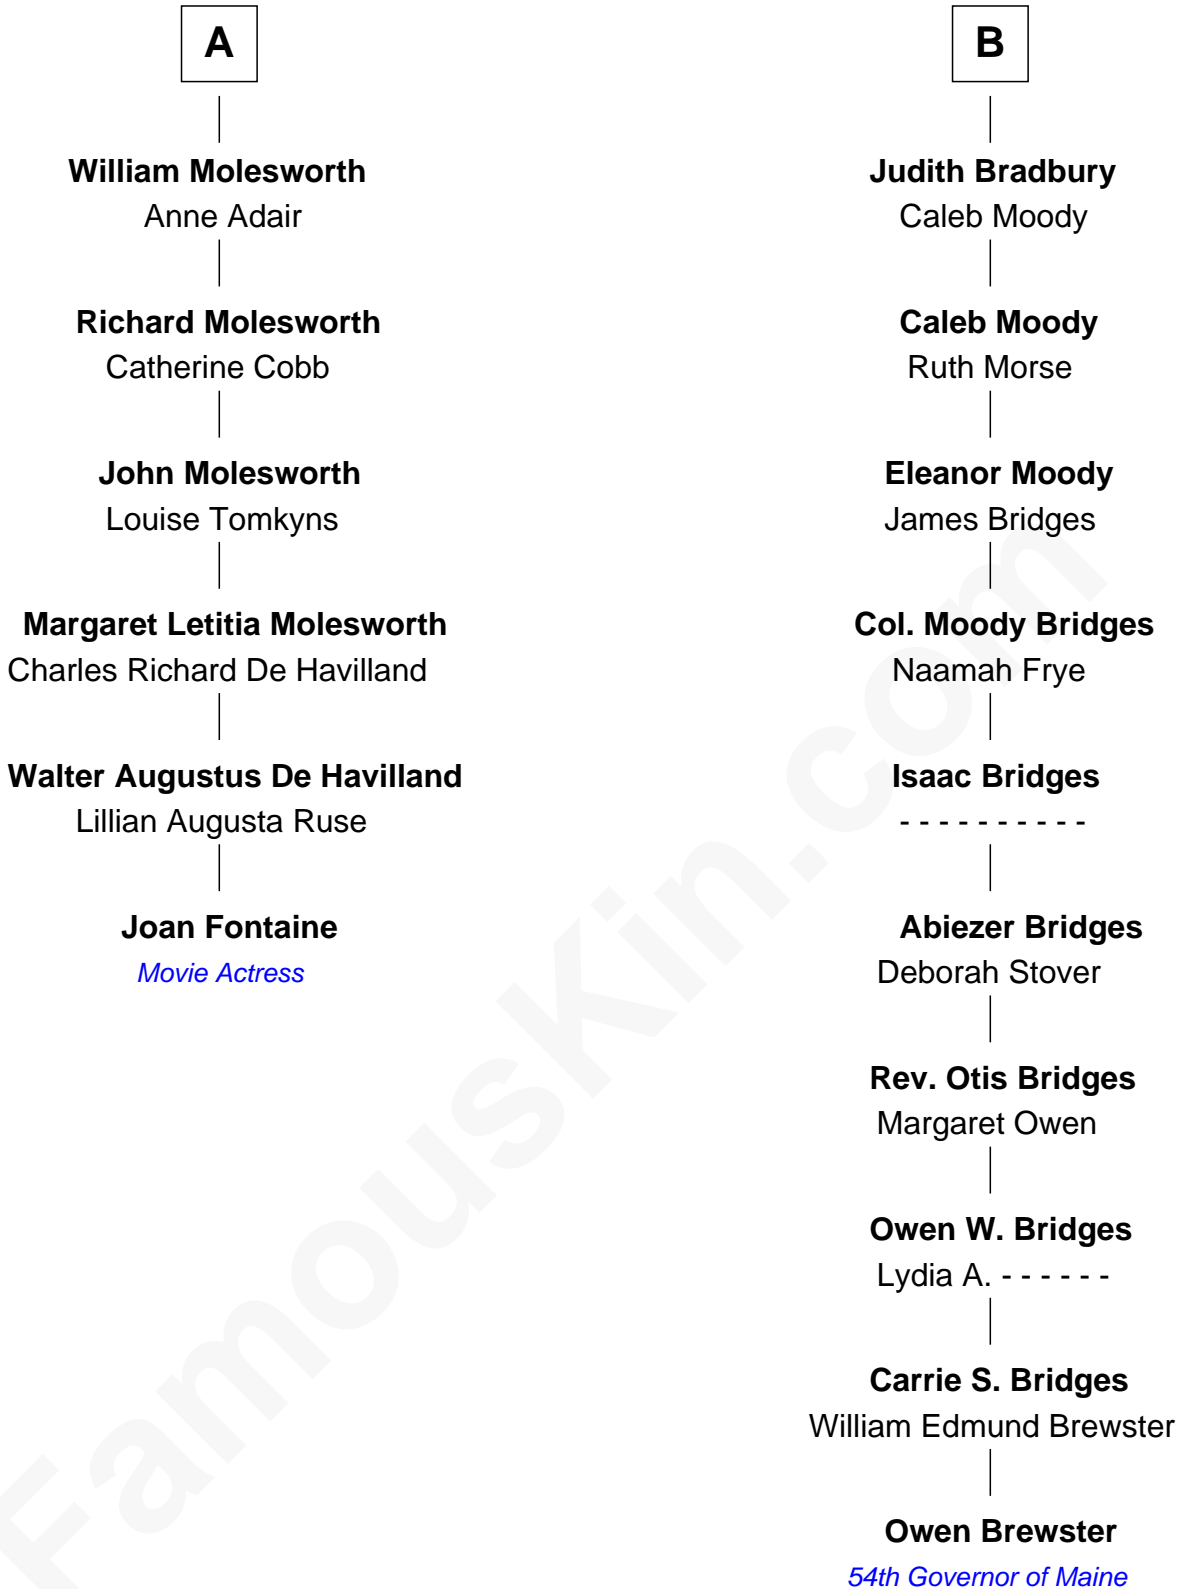 A
William Molesworth
Anne Adair
Richard Molesworth
Catherine Cobb
John Molesworth
Louise Tomkyns
Margaret Letitia Molesworth
Charles Richard De Havilland
Walter Augustus De Havilland
Lillian Augusta Ruse
Joan Fontaine
Movie Actress
B
Judith Bradbury
Caleb Moody
Caleb Moody
Ruth Morse
Eleanor Moody
James Bridges
Col. Moody Bridges
Naamah Frye
Isaac Bridges
- - - - - - - - - -
Abiezer Bridges
Deborah Stover
Rev. Otis Bridges
Margaret Owen
Owen W. Bridges
Lydia A. - - - - - -
Carrie S. Bridges
William Edmund Brewster
Owen Brewster
54th Governor of Maine
FamousKin.com